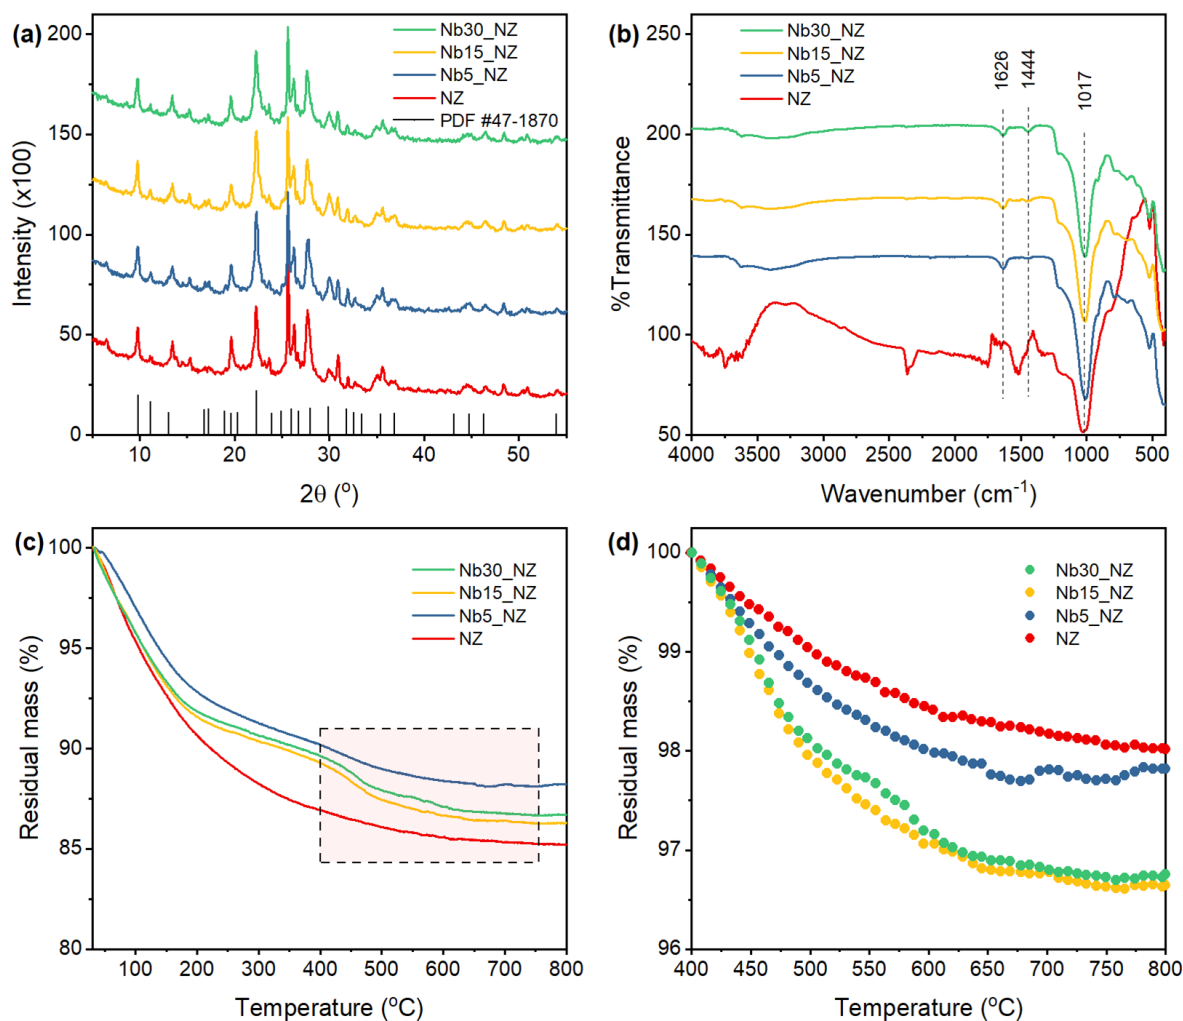 (a)
200
150
100
50
0
Intensity (x100)
Nb30_NZ
Nb15_NZ
Nb5_NZ
NZ
PDF #47-1870
10 20 30 40 50
2θ (º)
(b)
250
200
150
100
50
%Transmittance
Nb30_NZ
Nb15_NZ
Nb5_NZ
NZ
1626
1444
1017
4000 3500 3000 2500 2000 1500 1000 500
Wavenumber (cm⁻¹)
(c)
100
95
90
85
80
Residual mass (%)
Nb30_NZ
Nb15_NZ
Nb5_NZ
NZ
100 200 300 400 500 600 700 800
Temperature (ºC)
(d)
100
99
98
97
96
Residual mass (%)
Nb30_NZ
Nb15_NZ
Nb5_NZ
NZ
400 450 500 550 600 650 700 750 800
Temperature (ºC)